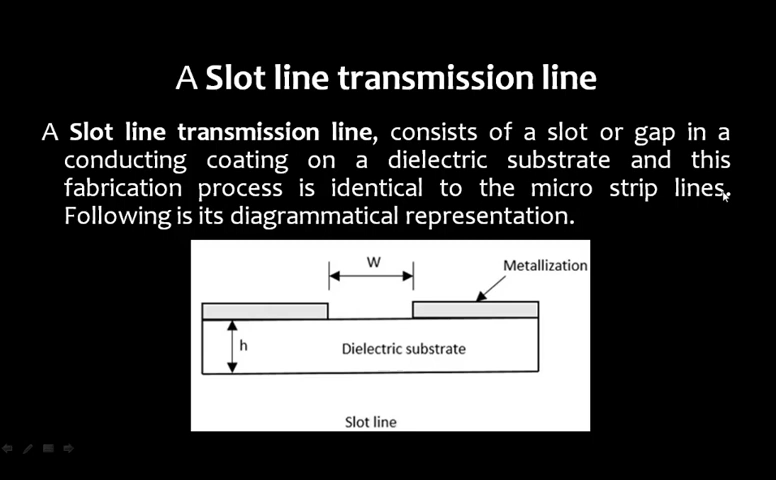 A Slot line transmission line
A Slot line transmission line, consists of a slot or gap in a
conducting coating on a dielectric substrate and this
fabrication process is identical to the micro strip lines.
Following is its diagrammatical representation.
W
Metallization
h
Dielectric substrate
Slot line